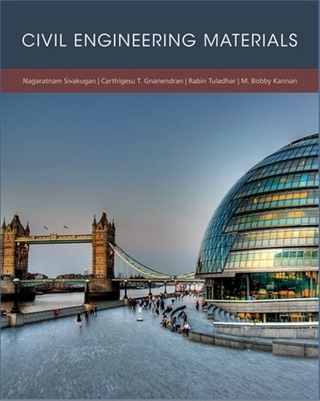 CIVIL ENGINEERING MATERIALS
Nagaratnam Sivakugan | Carthigesu T. Gnanendran | Rabin Tuladhar | M. Bobby Kannan